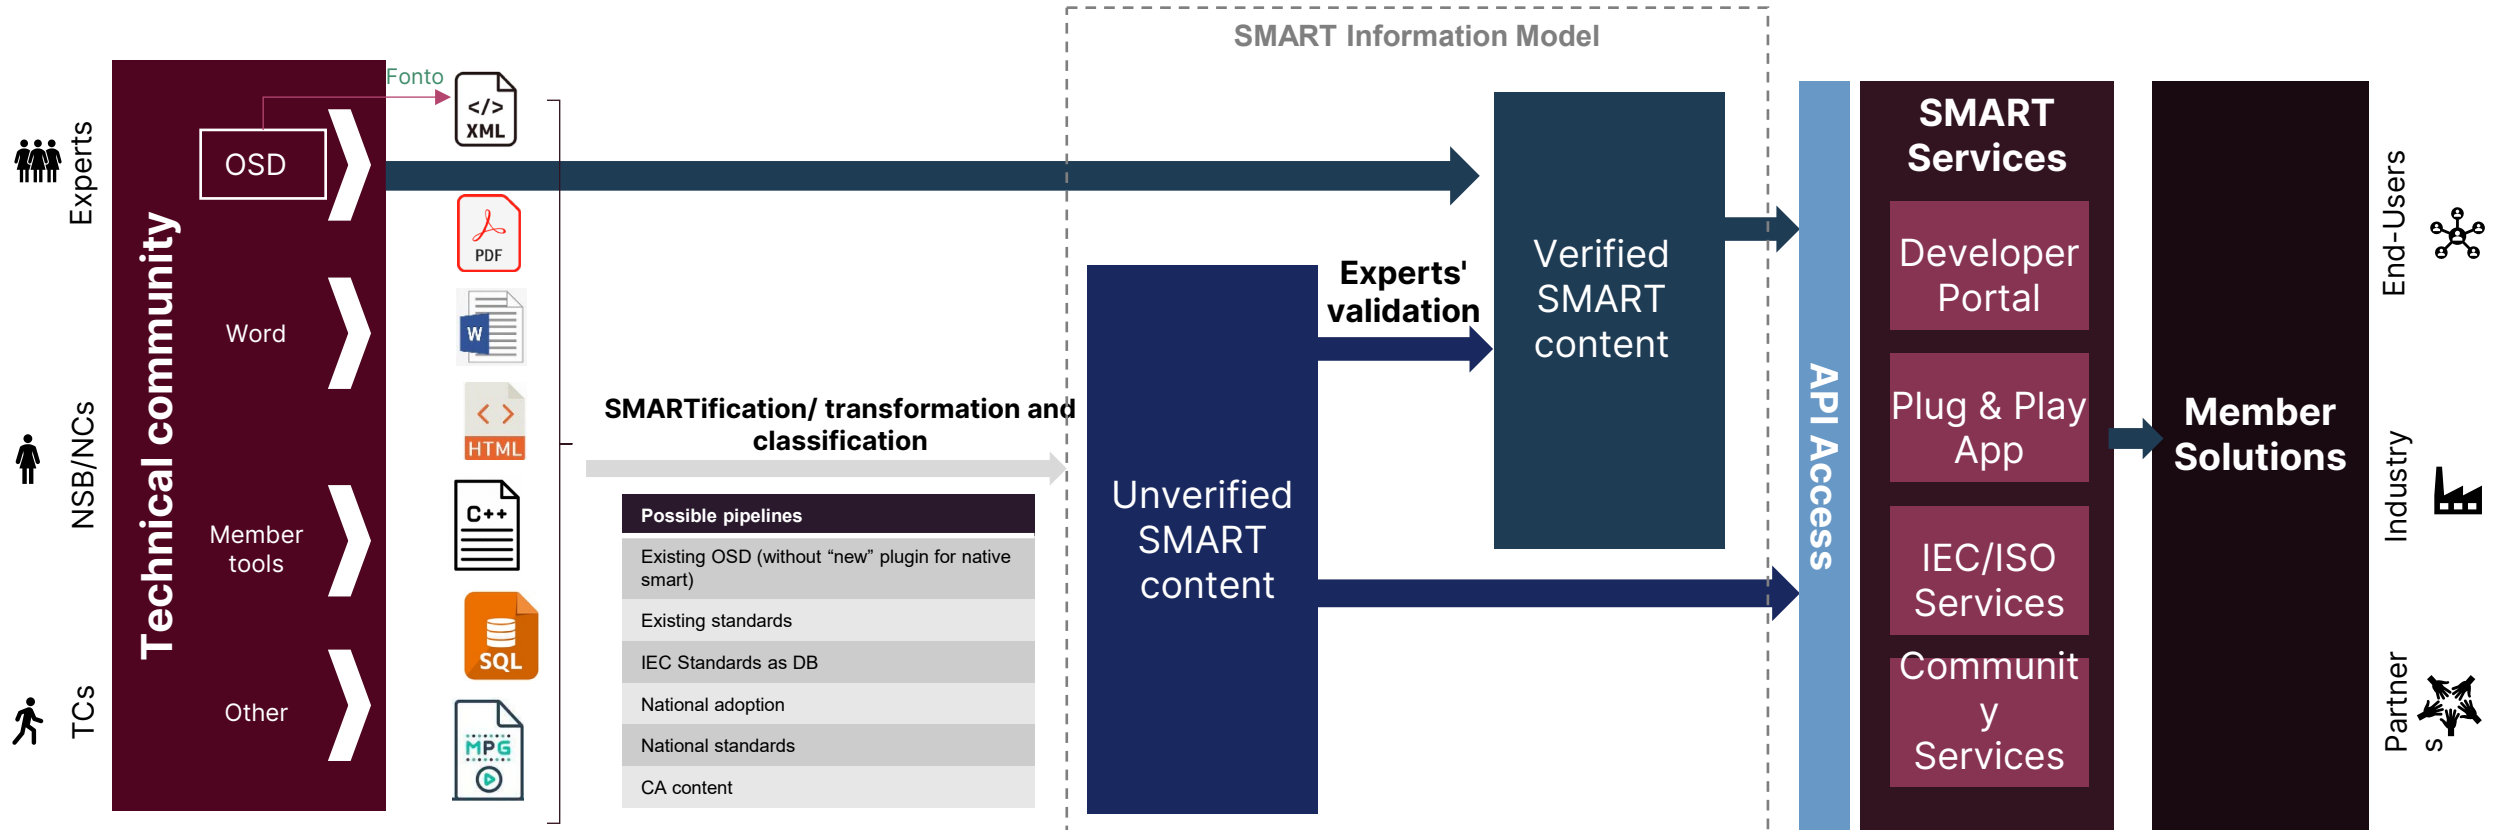 SMART Information Model
Experts
NSB/NCs
TCs
Technical community
OSD
Word
Member
tools
Other
Fonto
</>
XML
PDF
W
< >
HTML
C++
SQL
MPG
SMARTification/ transformation and
classification
Possible pipelines
Existing OSD (without “new” plugin for native
smart)
Existing standards
IEC Standards as DB
National adoption
National standards
CA content
Unverified
SMART
content
Experts'
validation
Verified
SMART
content
API Access
SMART
Services
Developer
Portal
Plug & Play
App
IEC/ISO
Services
Communit
y
Services
Member
Solutions
End-Users
Industry
Partner
s